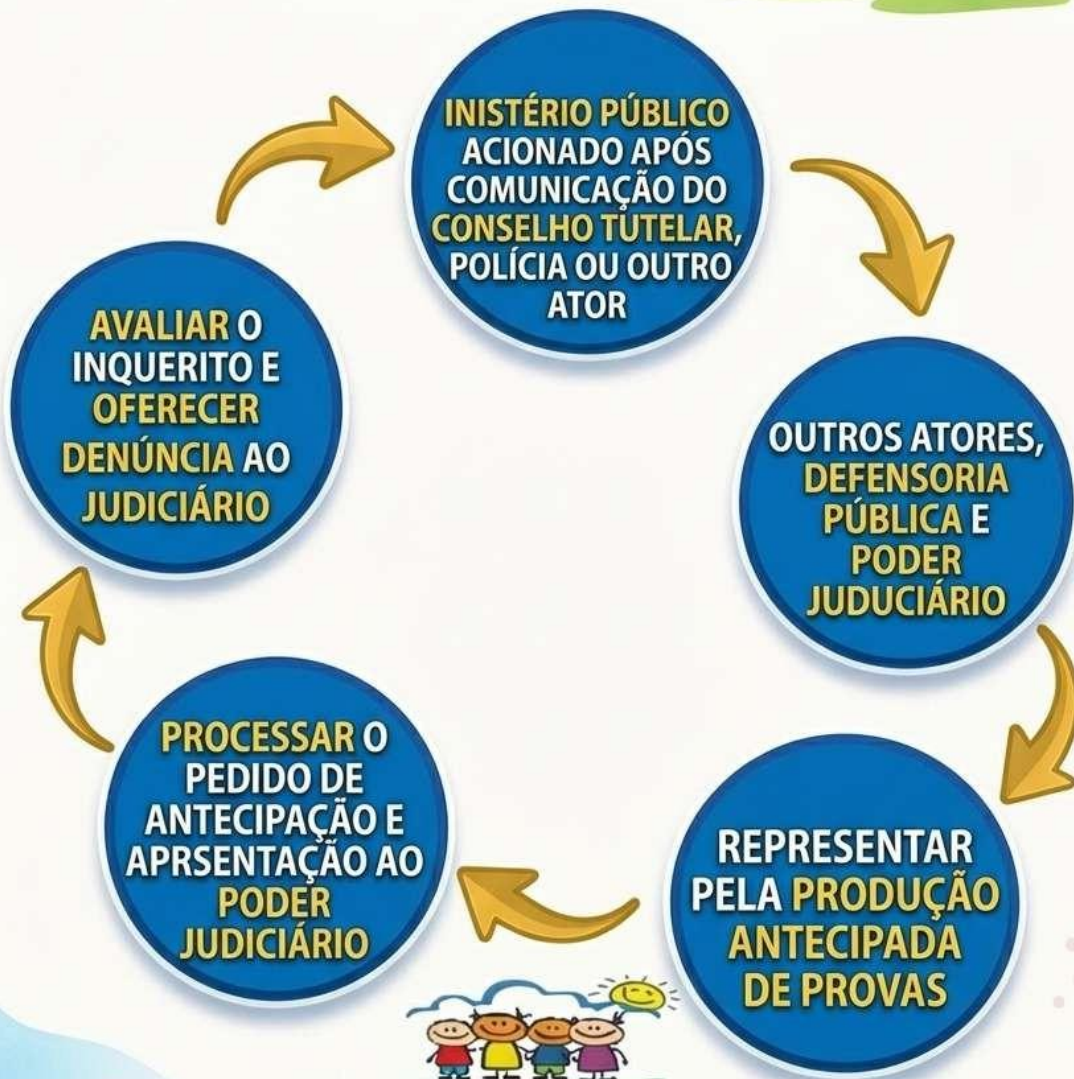 INISTÉRIO PÚBLICO
ACIONADO APÓS
COMUNICAÇÃO DO
CONSELHO TUTELAR,
POLÍCIA OU OUTRO
ATOR
OUTROS ATORES,
DEFENSORIA
PÚBLICA E
PODER
JUDUCIÁRIO
REPRESENTAR
PELA PRODUÇÃO
ANTECIPADA
DE PROVAS
PROCESSAR O
PEDIDO DE
ANTECIPAÇÃO E
APRSENTAÇÃO AO
PODER
JUDICIÁRIO
AVALIAR O
INQUERITO E
OFERECER
DENÚNCIA AO
JUDICIÁRIO